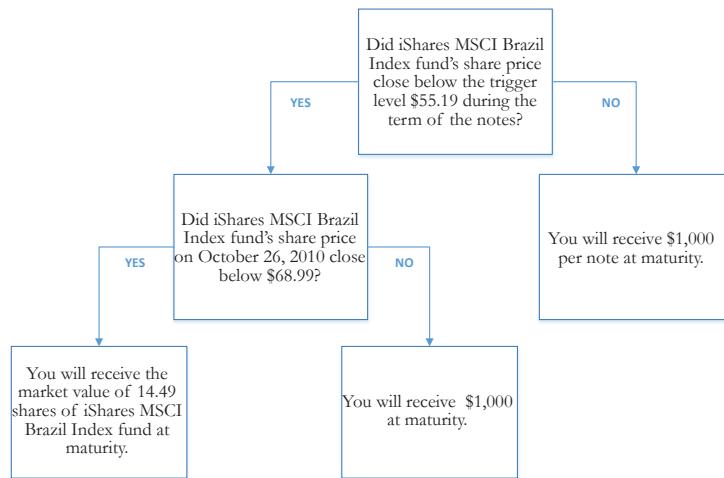 Did iShares MSCI Brazil
Index fund's share price
close below the trigger
level $55.19 during the
term of the notes?
YES
NO
Did iShares MSCI Brazil
Index fund's share price
on October 26, 2010 close
below $68.99?
You will receive $1,000
per note at maturity.
YES
NO
You will receive the
market value of 14.49
shares of iShares MSCI
Brazil Index fund at
maturity.
You will receive $1,000
at maturity.